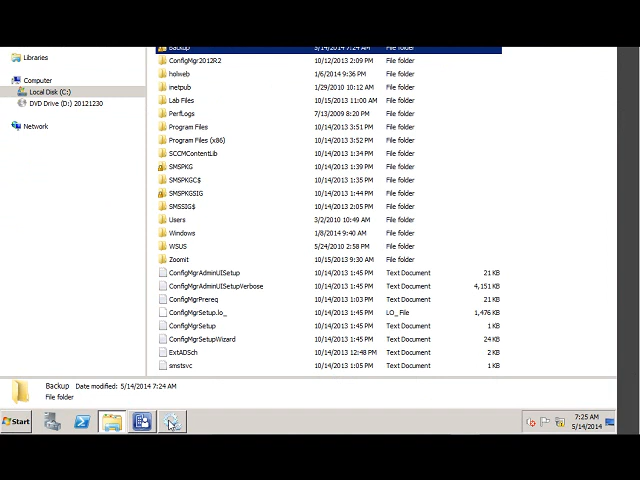 Backup 5/14/2014 7:24 AM File folder
Libraries
ConfigMgr2012R2 10/12/2013 2:09 PM File folder
holweb 1/6/2014 9:36 PM File folder
Computer
inetpub 1/29/2010 10:12 AM File folder
Local Disk (C:)
Lab Files 10/15/2013 11:00 AM File folder
DVD Drive (D:) 20121230
PerfLogs 7/13/2009 8:20 PM File folder
Network
Program Files 10/14/2013 3:51 PM File folder
Program Files (x86) 10/14/2013 3:52 PM File folder
SCCMContentLib 10/14/2013 1:34 PM File folder
SMSPKG 10/14/2013 1:39 PM File folder
SMSPKGC$ 10/14/2013 1:35 PM File folder
SMSPKGSIG 10/14/2013 1:44 PM File folder
SMSSIG$ 10/14/2013 2:05 PM File folder
Users 3/2/2010 10:49 AM File folder
Windows 1/8/2014 9:40 AM File folder
WSUS 5/24/2010 2:58 PM File folder
Zoomit 10/15/2013 9:30 AM File folder
ConfigMgrAdminUISetup 10/14/2013 1:45 PM Text Document 21 KB
ConfigMgrAdminUISetupVerbose 10/14/2013 1:45 PM Text Document 4,151 KB
ConfigMgrPrereq 10/14/2013 1:03 PM Text Document 21 KB
ConfigMgrSetup.lo_ 10/14/2013 1:45 PM LO_ File 1,476 KB
ConfigMgrSetup 10/14/2013 1:45 PM Text Document 1 KB
ConfigMgrSetupWizard 10/14/2013 1:45 PM Text Document 24 KB
ExtADSch 10/14/2013 12:48 PM Text Document 2 KB
smstsvc 10/14/2013 1:05 PM Text Document 1 KB
Backup Date modified: 5/14/2014 7:24 AM
File folder
Start
7:25 AM
5/14/2014